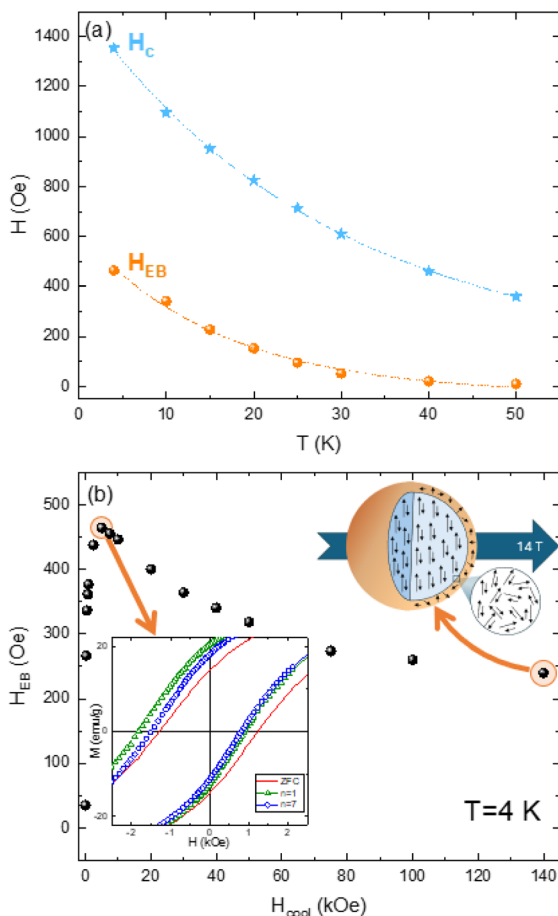 (a)
H_c
H_EB
H (Oe)
1400
1200
1000
800
600
400
200
0
10
20
30
40
50
T (K)
(b)
14 T
H_EB (Oe)
500
400
300
200
100
0
M (emu/g)
20
0
-20
ZFC
n=1
n=7
-2
-1
0
1
2
H (kOe)
T=4 K
0
20
40
60
80
100
120
140
H_cool (kOe)